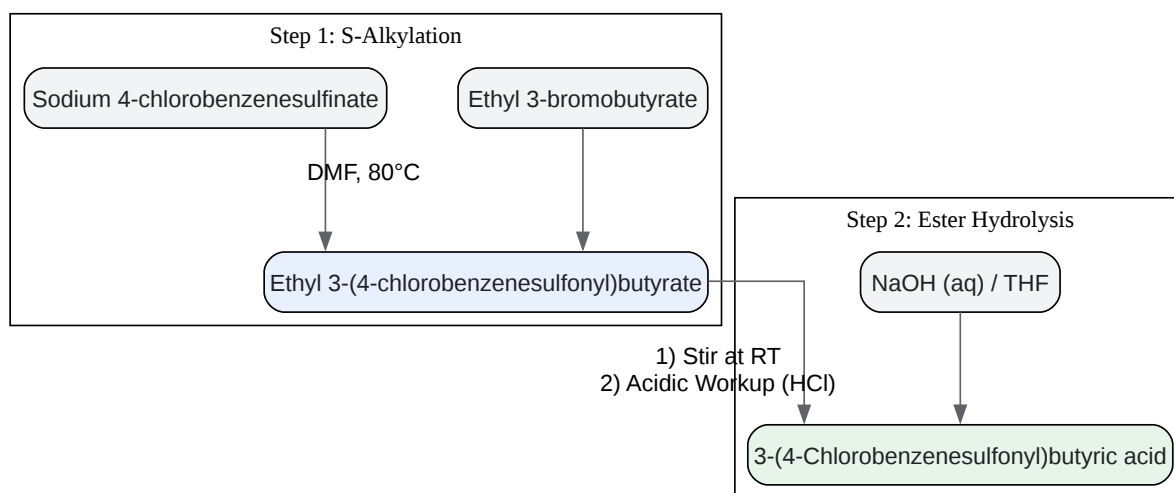 Step 1: S-Alkylation
Sodium 4-chlorobenzenesulfinate
Ethyl 3-bromobutyrate
DMF, 80°C
Ethyl 3-(4-chlorobenzenesulfonyl)butyrate
Step 2: Ester Hydrolysis
NaOH (aq) / THF
1) Stir at RT
2) Acidic Workup (HCl)
3-(4-Chlorobenzenesulfonyl)butyric acid